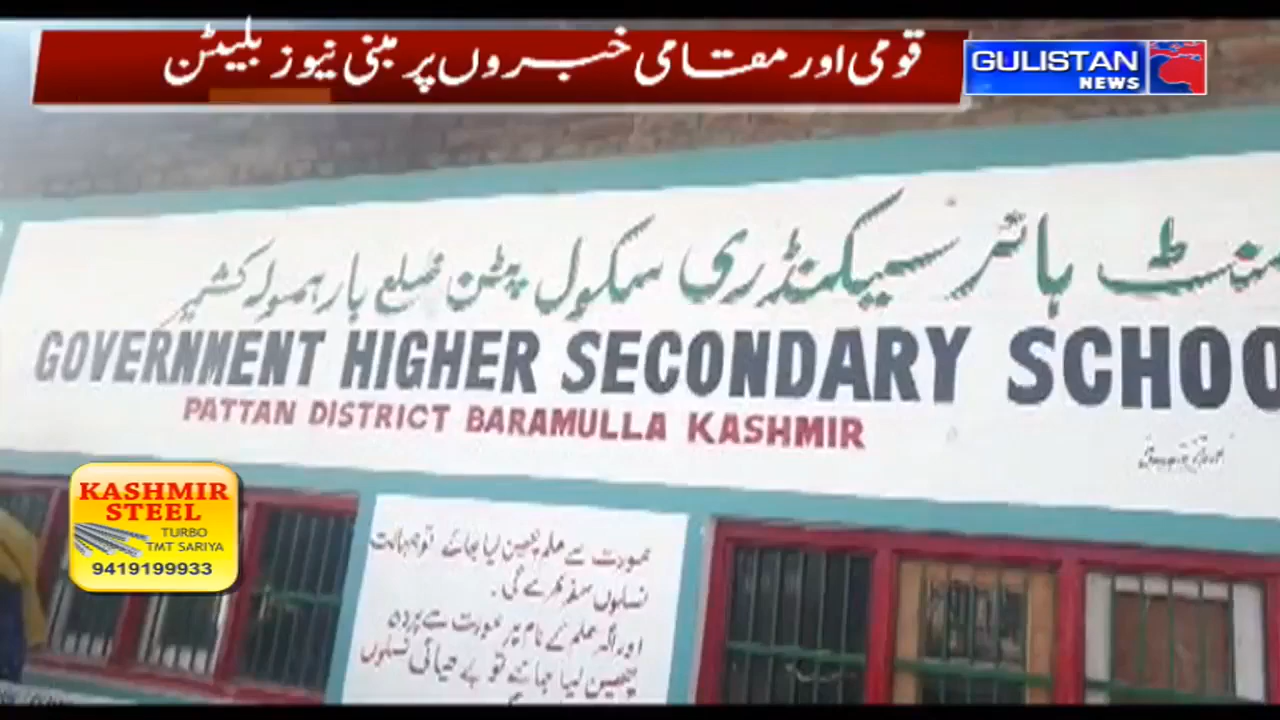 قومی اور مقامی خبروں پر مبنی نیوز بلیٹن
GULISTAN
NEWS
منٹ ہائر سیکنڈری سکول پٹن ضلع بارہمولہ کشمیر
GOVERNMENT HIGHER SECONDARY SCHOO
PATTAN DISTRICT BARAMULLA KASHMIR
KASHMIR
STEEL
TURBO
TMT SARIYA
9419199933
عورت سے علم چھین لیا جائے تو جہالت
نسلوں سفر کرے گی۔
اور اگر علم کے نام پر عورت سے پردہ
چھین لیا جائے تو بے حیائی نسلوں